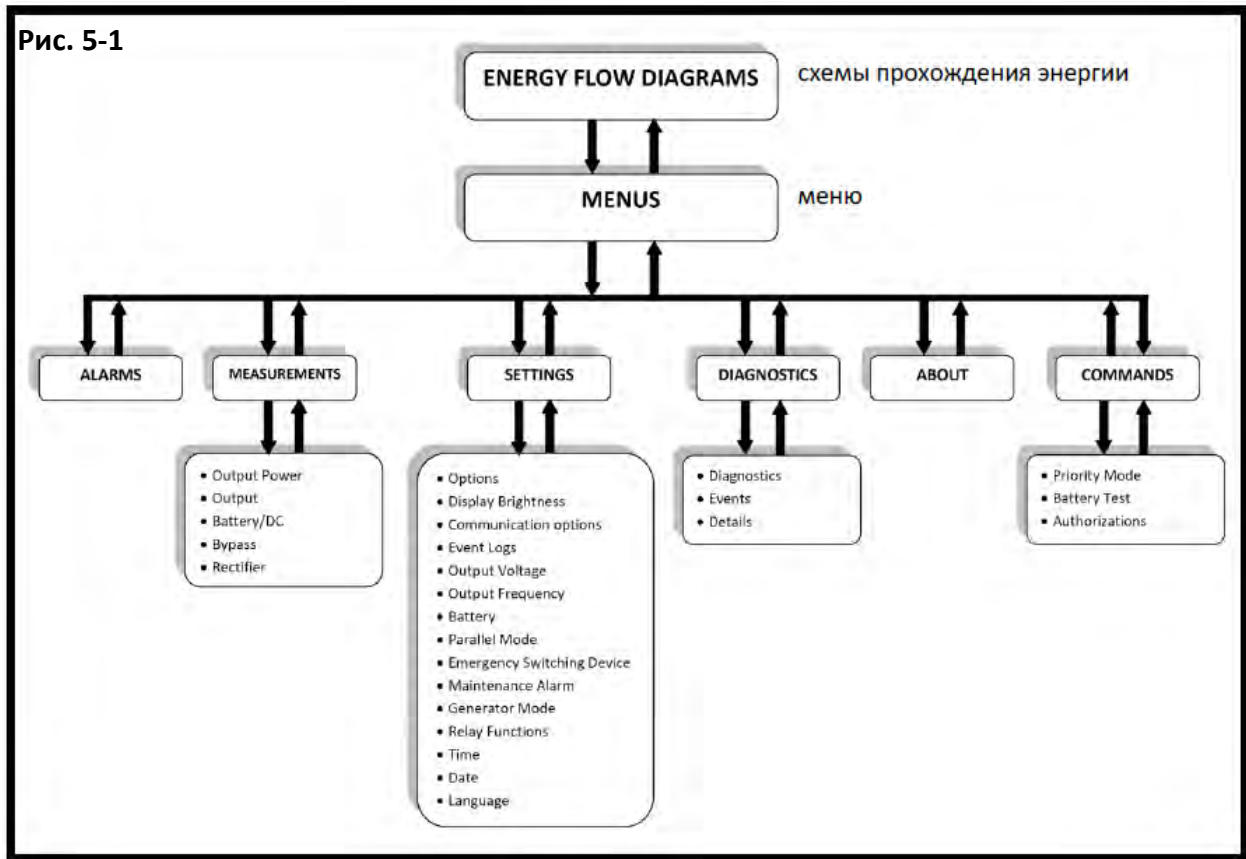 Рис. 5-1
ENERGY FLOW DIAGRAMS
схемы прохождения энергии
MENUS
меню
ALARMS
MEASUREMENTS
SETTINGS
DIAGNOSTICS
ABOUT
COMMANDS
• Output Power
• Output
• Battery/DC
• Bypass
• Rectifier
• Options
• Display Brightness
• Communication options
• Event Logs
• Output Voltage
• Output Frequency
• Battery
• Parallel Mode
• Emergency Switching Device
• Maintenance Alarm
• Generator Mode
• Relay Functions
• Time
• Date
• Language
• Diagnostics
• Events
• Details
• Priority Mode
• Battery Test
• Authorizations